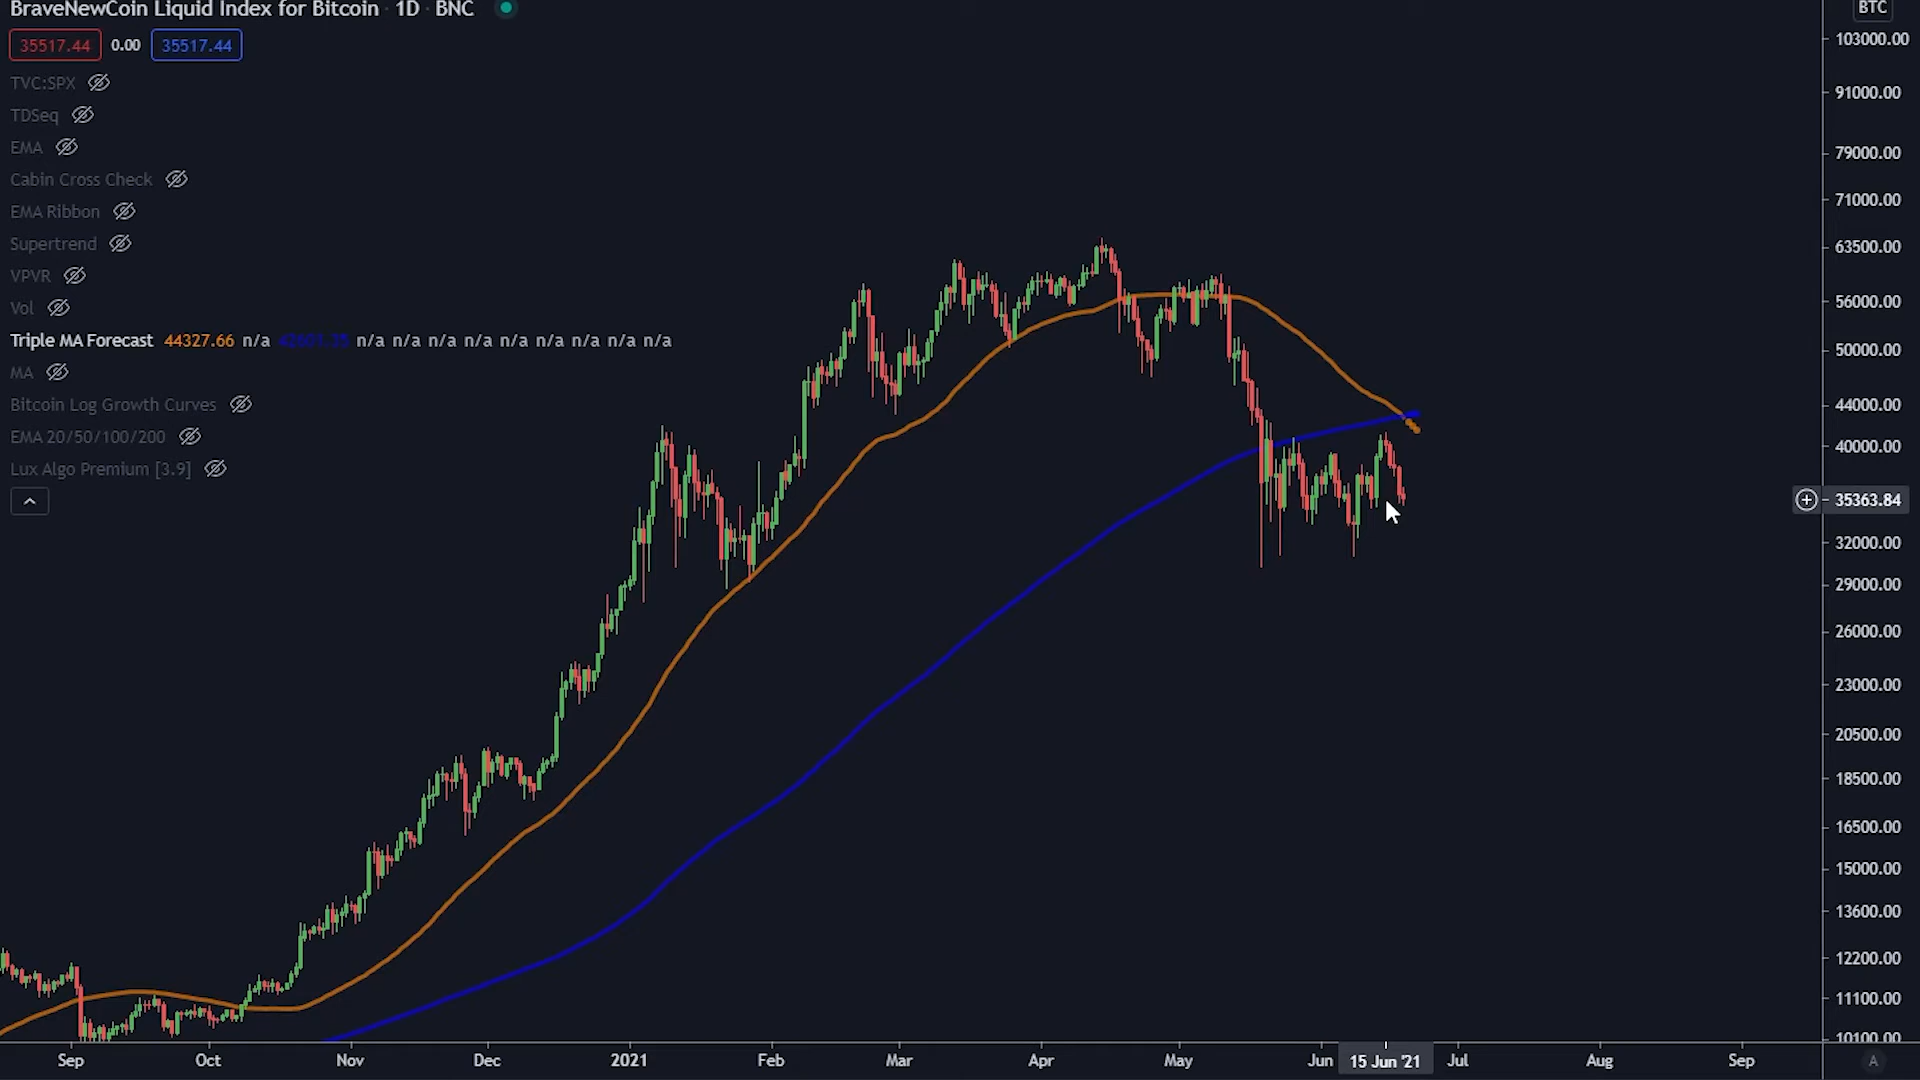 BraveNewCoin Liquid Index for Bitcoin · 1D · BNC
35517.44 0.00 35517.44
TVC:SPX
TDSeq
EMA
Cabin Cross Check
EMA Ribbon
Supertrend
VPVR
Vol
Triple MA Forecast 44327.66 n/a n/a n/a n/a n/a n/a n/a n/a n/a n/a
MA
Bitcoin Log Growth Curves
EMA 20/50/100/200
Lux Algo Premium [3.9]
BTC
103000.00
91000.00
79000.00
71000.00
63500.00
56000.00
50000.00
44000.00
40000.00
35363.84
32000.00
29000.00
26000.00
23000.00
20500.00
18500.00
16500.00
15000.00
13600.00
12200.00
11100.00
10100.00
Sep Oct Nov Dec 2021 Feb Mar Apr May Jun 15 Jun '21 Jul Aug Sep
A